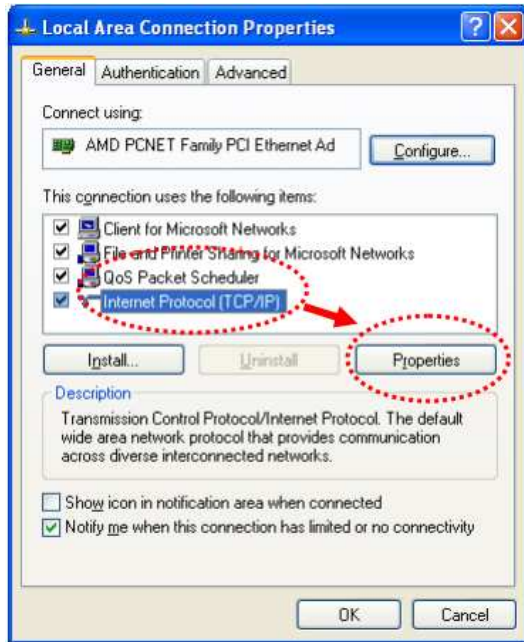 Local Area Connection Properties
General Authentication Advanced
Connect using:
AMD PCNET Family PCI Ethernet Ad Configure...
This connection uses the following items:
Client for Microsoft Networks
File and Printer Sharing for Microsoft Networks
QoS Packet Scheduler
Internet Protocol (TCP/IP)
Install... Uninstall Properties
Description
Transmission Control Protocol/Internet Protocol. The default
wide area network protocol that provides communication
across diverse interconnected networks.
Show icon in notification area when connected
Notify me when this connection has limited or no connectivity
OK Cancel